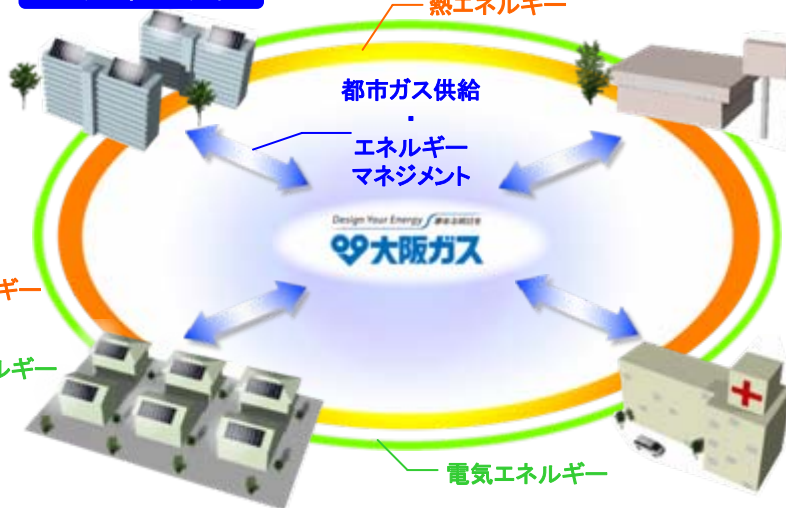 熱エネルギー
都市ガス供給
・
エネルギー
マネジメント
Design Your Energy
大阪ガス
ギー
ルギー
電気エネルギー